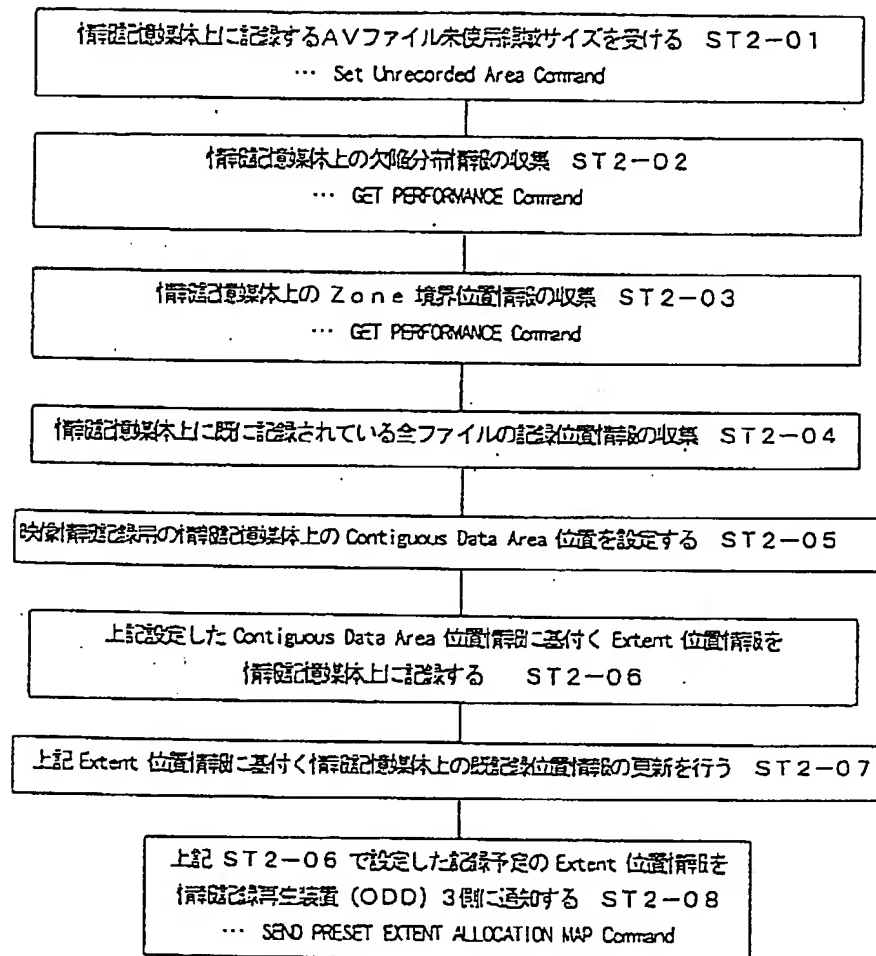 情報記憶媒体上に記録するAVファイル未使用領域サイズを受ける ST2-01
… Set Unrecorded Area Command
情報記憶媒体上の欠陥分布情報の収集 ST2-02
… GET PERFORMANCE Command
情報記憶媒体上の Zone 境界位置情報の収集 ST2-03
… GET PERFORMANCE Command
情報記憶媒体上に既に記録されている全ファイルの記録位置情報の収集 ST2-04
映像情報記録用の情報記憶媒体上の Contiguous Data Area 位置を設定する ST2-05
上記設定した Contiguous Data Area 位置情報に基付く Extent 位置情報を
情報記憶媒体上に記録する ST2-06
上記 Extent 位置情報に基付く情報記憶媒体上の既記録位置情報の更新を行う ST2-07
上記 ST2-06 で設定した記録予定の Extent 位置情報を
情報記録再生装置 (ODD) 3側に通知する ST2-08
… SEND PRESET EXTENT ALLOCATION MAP Command